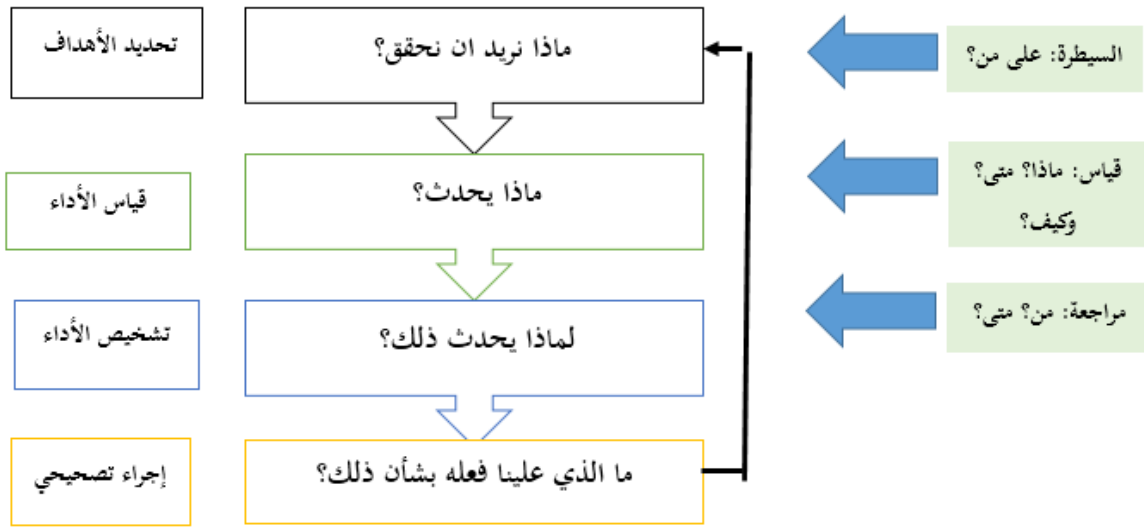 السيطرة: على من؟
ماذا نريد ان نحقق؟
تحديد الأهداف
قياس: ماذا؟ متى؟
وكيف؟
ماذا يحدث؟
قياس الأداء
مراجعة: من؟ متى؟
لماذا يحدث ذلك؟
تشخيص الأداء
ما الذي علينا فعله بشأن ذلك؟
إجراء تصحيحي